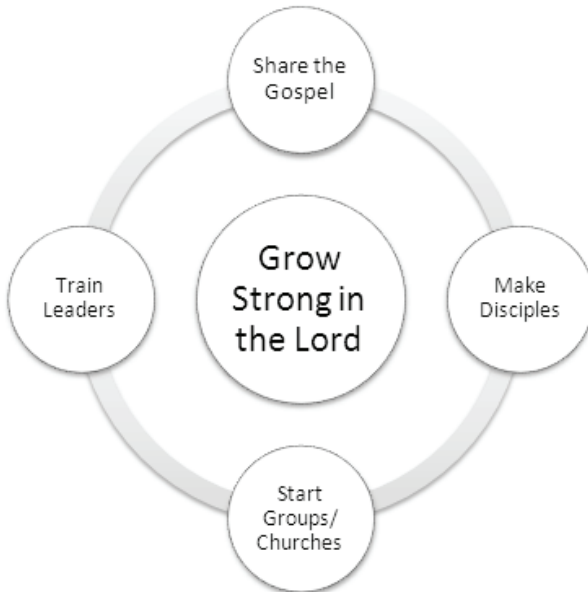 Share the
Gospel
Train
Leaders
Grow
Strong in
the Lord
Make
Disciples
Start
Groups/
Churches